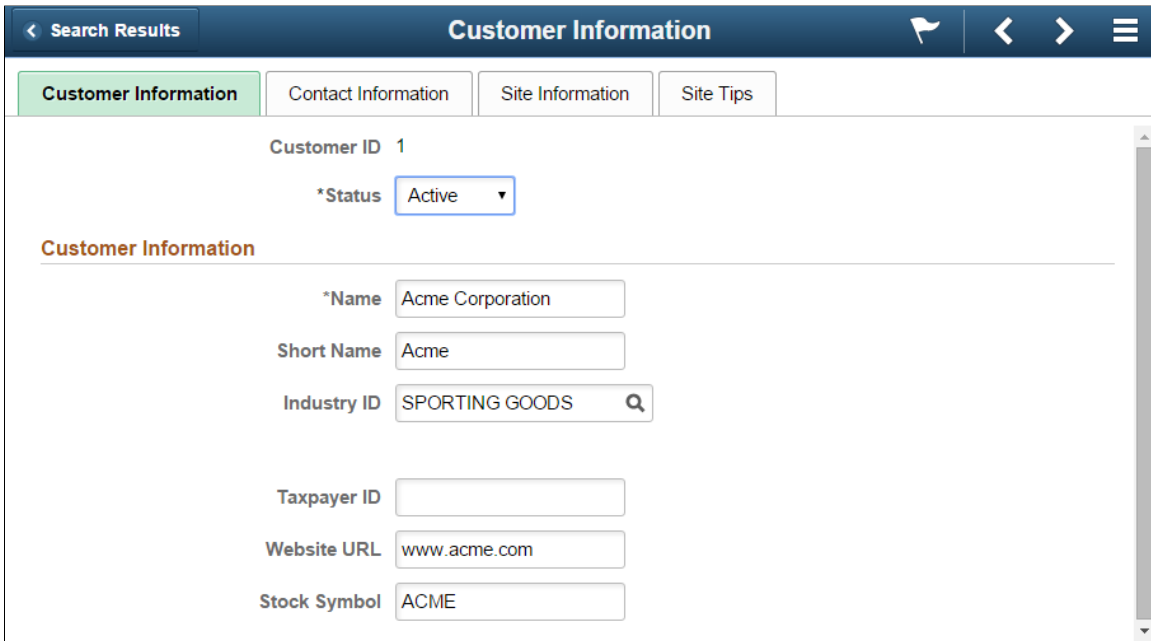 Search Results Customer Information
Customer Information Contact Information Site Information Site Tips
Customer ID 1
*Status Active
Customer Information
*Name Acme Corporation
Short Name Acme
Industry ID SPORTING GOODS
Taxpayer ID
Website URL www.acme.com
Stock Symbol ACME